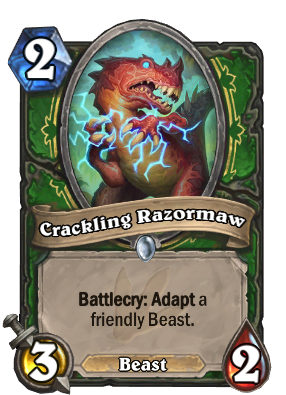 2
Crackling Razormaw
Battlecry: Adapt a
friendly Beast.
3
Beast
2